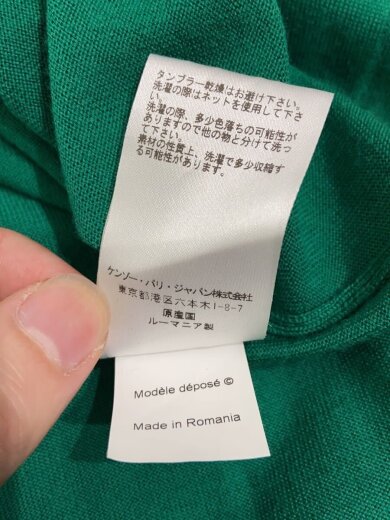 タンブラー乾燥はお避け下さい。
洗濯の際はネットを使用して下さ
い。
洗濯の際、多少色落ちの可能性が
ありますので他の物と分けて洗っ
て下さい。
素材の性質上、洗濯で多少収縮す
る可能性があります。
ケンゾー・パリ・ジャパン株式会社
東京都港区六本木1-8-7
原産国
ルーマニア製
Modèle déposé ©
Made in Romania